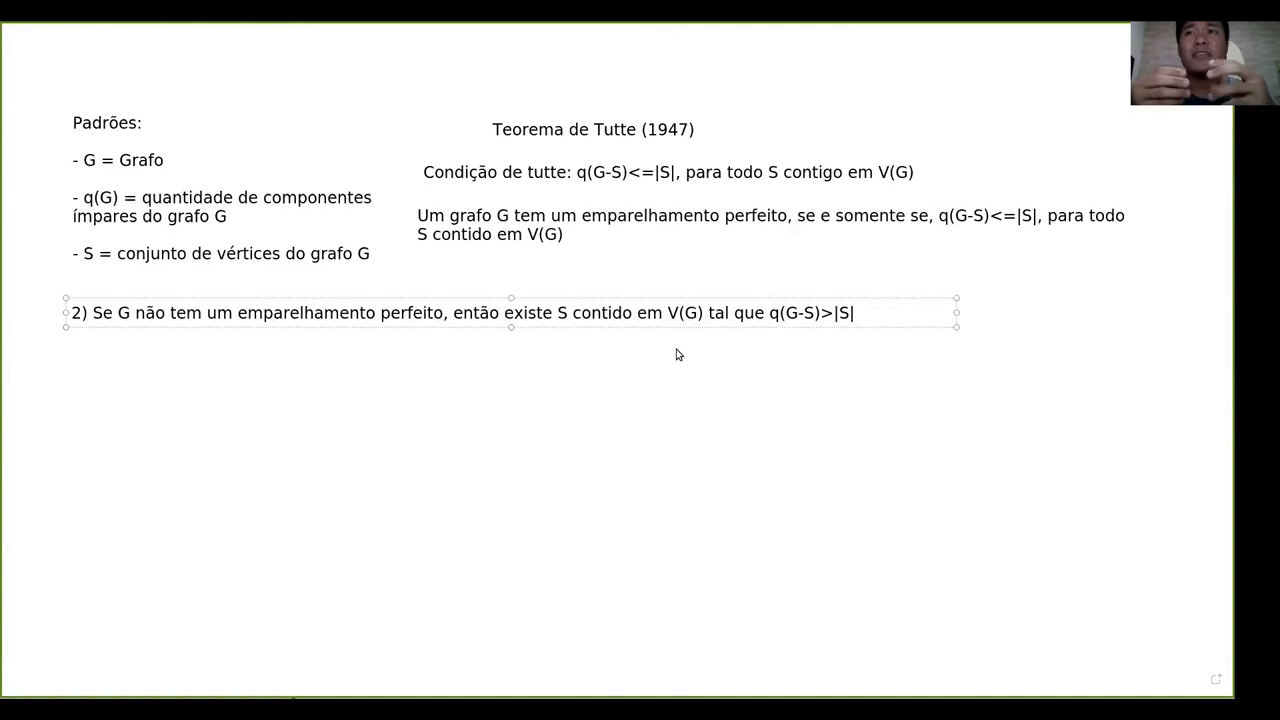 Padrões:
- G = Grafo
- q(G) = quantidade de componentes
ímpares do grafo G
- S = conjunto de vértices do grafo G
Teorema de Tutte (1947)
Condição de tutte: q(G-S)<=|S|, para todo S contigo em V(G)
Um grafo G tem um emparelhamento perfeito, se e somente se, q(G-S)<=|S|, para todo
S contido em V(G)
2) Se G não tem um emparelhamento perfeito, então existe S contido em V(G) tal que q(G-S)>|S|